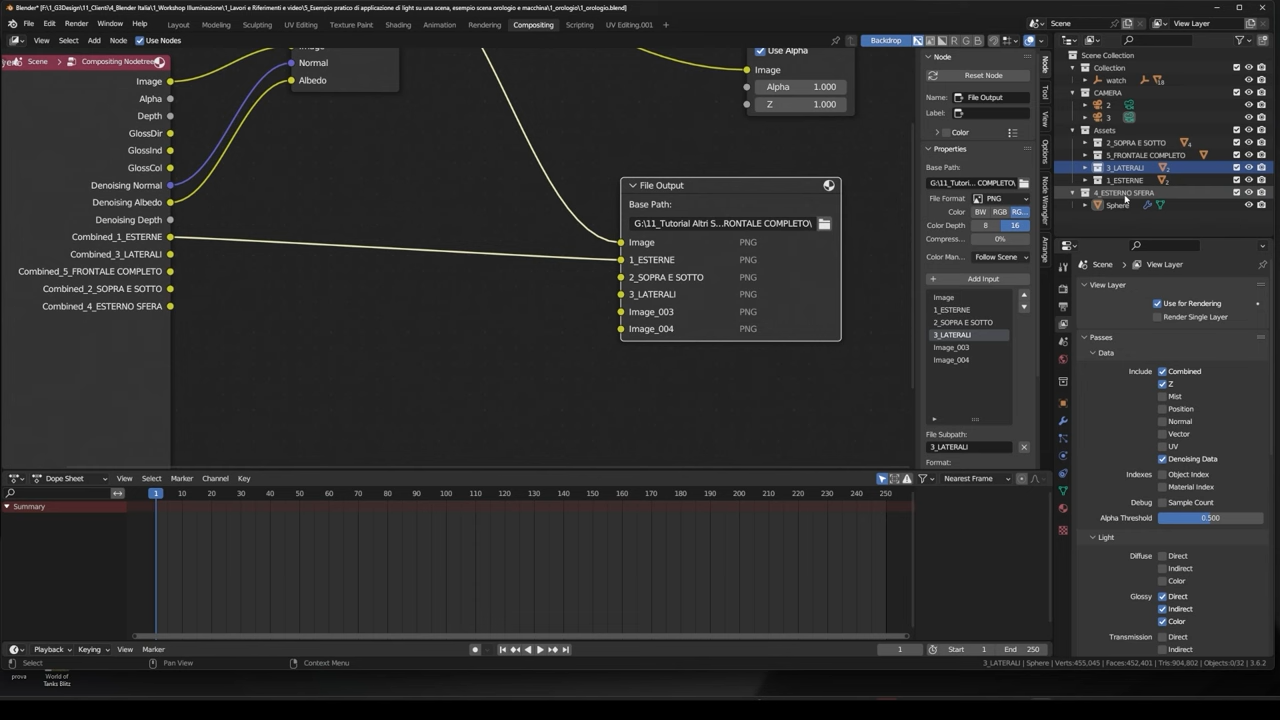 Blender* [F:\1_G3Design\11_Clienti\4_Blender Italia\1_Workshop Illuminazione\1_Lavori e Riferimenti e video\5_Esempio pratico di applicazione di light su una scena, esempio scena orologio e macchina\1_orologio\1_orologio.blend]
File Edit Render Window Help Layout Modeling Sculpting UV Editing Texture Paint Shading Animation Rendering Compositing Scripting UV Editing.001 Scene View Layer
View Select Add Node Use Nodes Backdrop R G B
Scene Compositing Nodetree
Image
Alpha
Depth
GlossDir
GlossInd
GlossCol
Denoising Normal
Denoising Albedo
Denoising Depth
Combined_1_ESTERNE
Combined_3_LATERALI
Combined_5_FRONTALE COMPLETO
Combined_2_SOPRA E SOTTO
Combined_4_ESTERNO SFERA
Normal
Albedo
Use Alpha
Image
Alpha 1.000
Z 1.000
File Output
Base Path:
G:\11_Tutorial Altri S...RONTALE COMPLETO\
Image PNG
1_ESTERNE PNG
2_SOPRA E SOTTO PNG
3_LATERALI PNG
Image_003 PNG
Image_004 PNG
Node
Reset Node
Name: File Output
Label:
Color
Properties
Base Path:
G:\11_Tutori... COMPLETO\
File Format PNG
Color BW RGB RG...
Color Depth 8 16
Compress... 0%
Color Man... Follow Scene
Add Input
Image
1_ESTERNE
2_SOPRA E SOTTO
3_LATERALI
Image_003
Image_004
File Subpath:
3_LATERALI
Format:
Node
Tool
View
Options
Node Wrangler
Arrange
Scene Collection
Collection
watch 18
CAMERA
2
3
Assets
2_SOPRA E SOTTO 4
5_FRONTALE COMPLETO
3_LATERALI 2
1_ESTERNE 2
4_ESTERNO SFERA
Sphere
Scene View Layer
View Layer
Use for Rendering
Render Single Layer
Passes
Data
Include Combined
Z
Mist
Position
Normal
Vector
UV
Denoising Data
Indexes Object Index
Material Index
Debug Sample Count
Alpha Threshold 0.500
Light
Diffuse Direct
Indirect
Color
Glossy Direct
Indirect
Color
Transmission Direct
Indirect
Dope Sheet View Select Marker Channel Key Nearest Frame
1 10 20 30 40 50 60 70 80 90 100 110 120 130 140 150 160 170 180 190 200 210 220 230 240 250
Summary
Playback Keying View Marker 1 Start 1 End 250
Select Pan View Context Menu 3_LATERALI | Sphere | Verts:455,045 | Faces:452,401 | Tris:904,802 | Objects:0/32 | 3.6.2
prova World of
Tanks Blitz